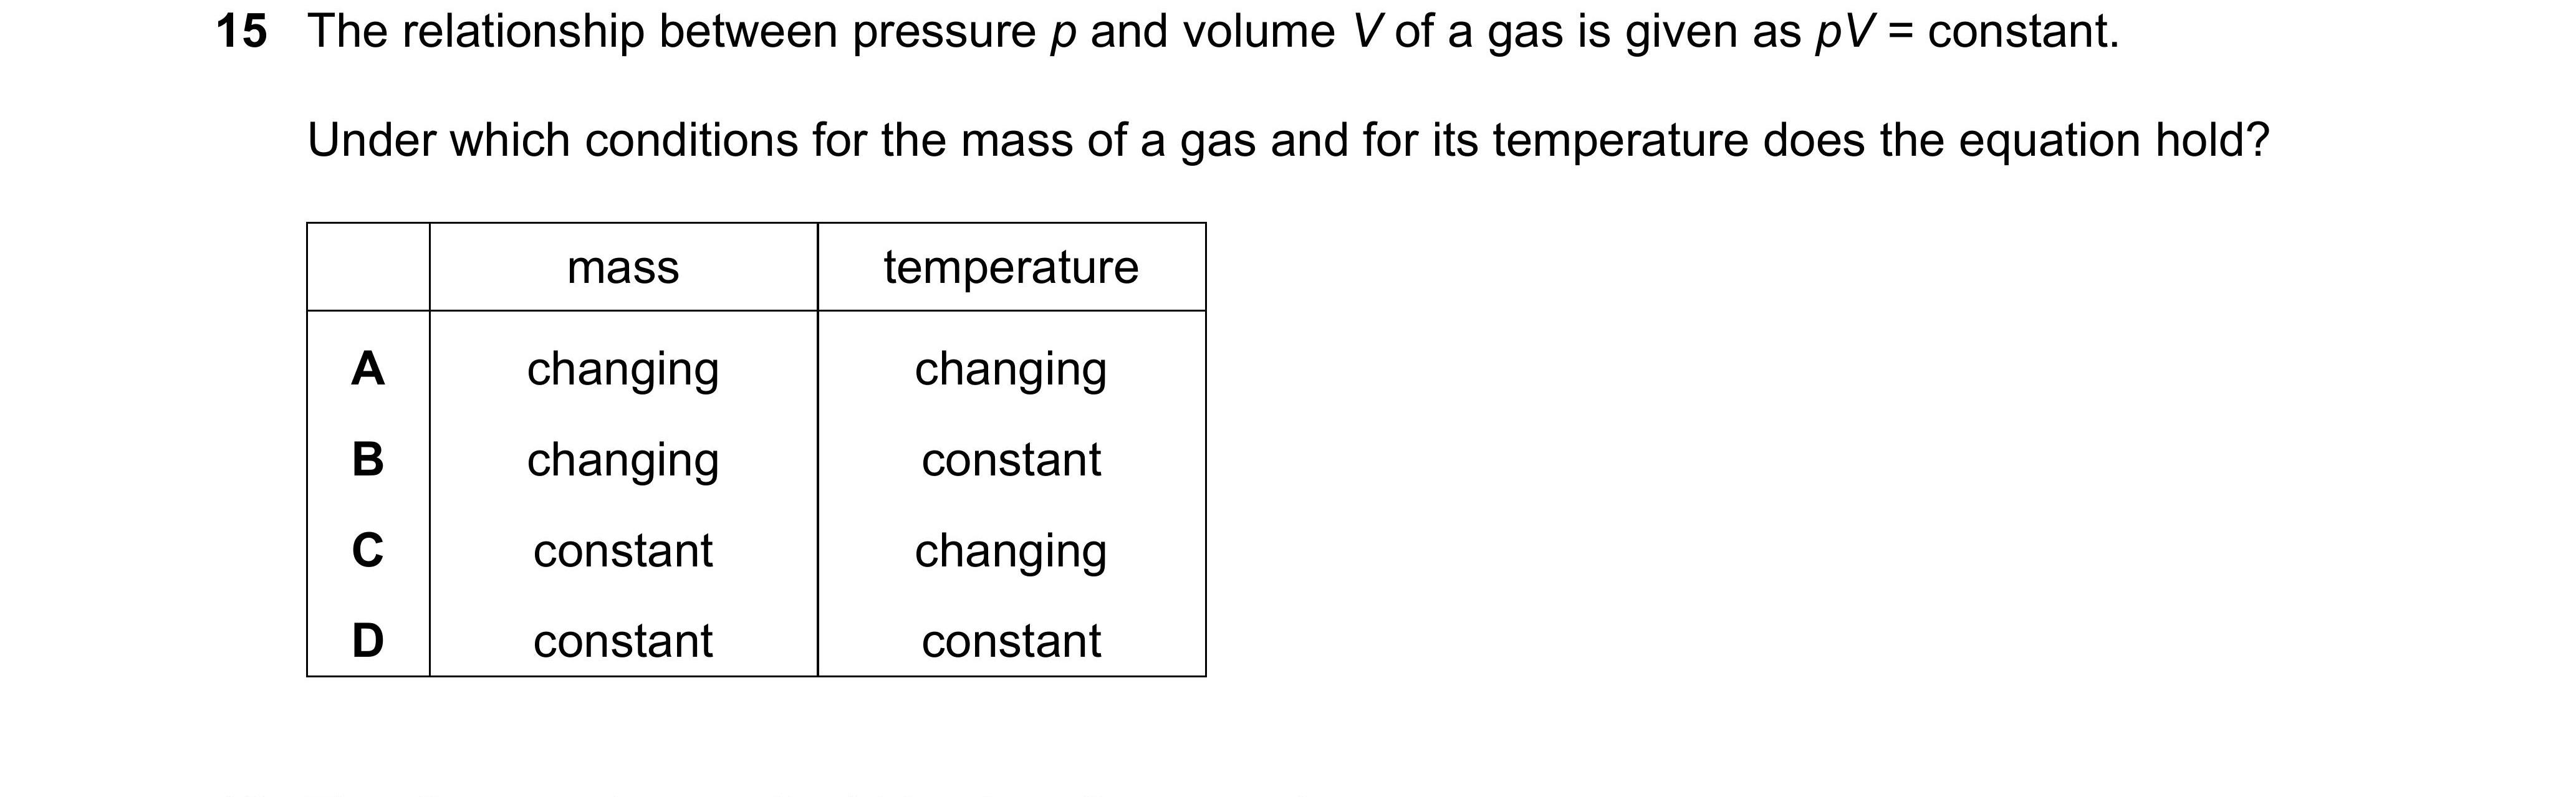 15 The relationship between pressure p and volume V of a gas is given as pV = constant.
Under which conditions for the mass of a gas and for its temperature does the equation hold?
mass temperature
A changing changing
B changing constant
C constant changing
D constant constant